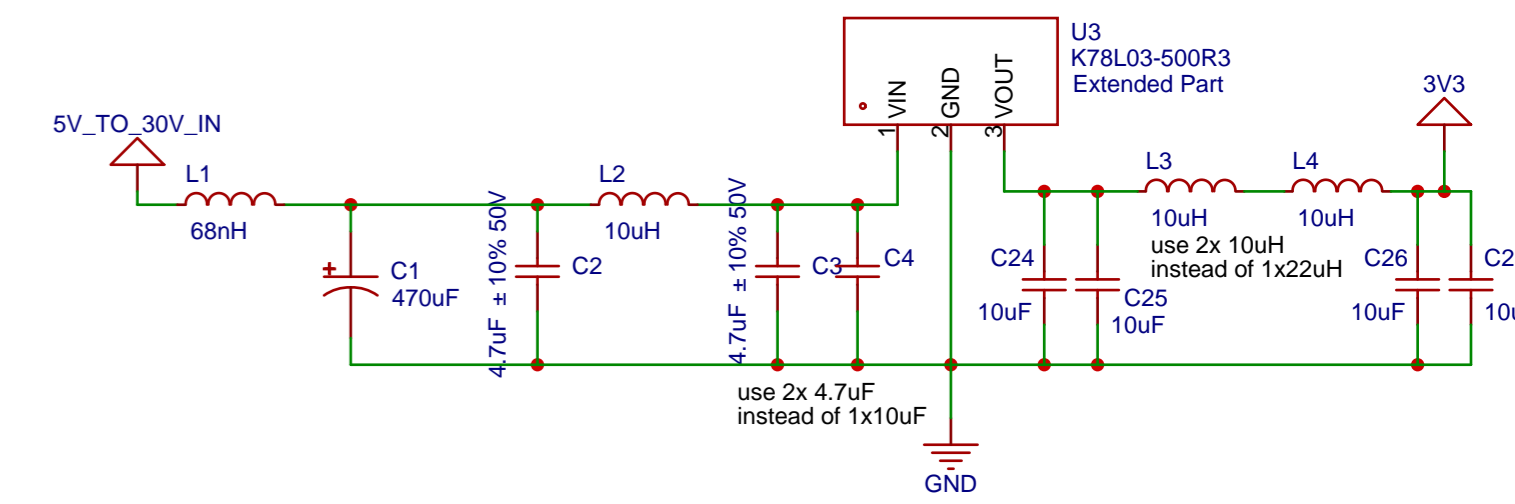 U3
K78L03-500R3
Extended Part
VIN
GND
VOUT
1
2
3
3V3
5V_TO_30V_IN
L1
68nH
L2
10uH
L3
10uH
L4
10uH
use 2x 10uH
instead of 1x22uH
+
C1
470uF
4.7uF ± 10% 50V
C2
4.7uF ± 10% 50V
C3
C4
C24
10uF
C25
10uF
C26
10uF
use 2x 4.7uF
instead of 1x10uF
GND